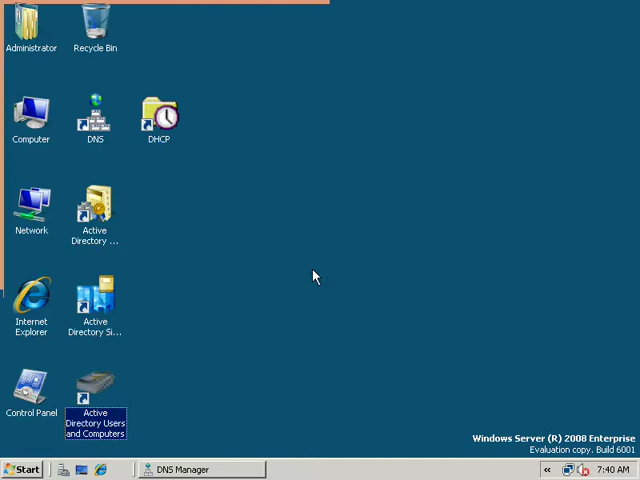 Administrator
Recycle Bin
Computer
DNS
DHCP
Network
Active
Directory ...
Internet
Explorer
Active
Directory Si...
Control Panel
Active
Directory Users
and Computers
Windows Server (R) 2008 Enterprise
Evaluation copy. Build 6001
Start
DNS Manager
«
7:40 AM